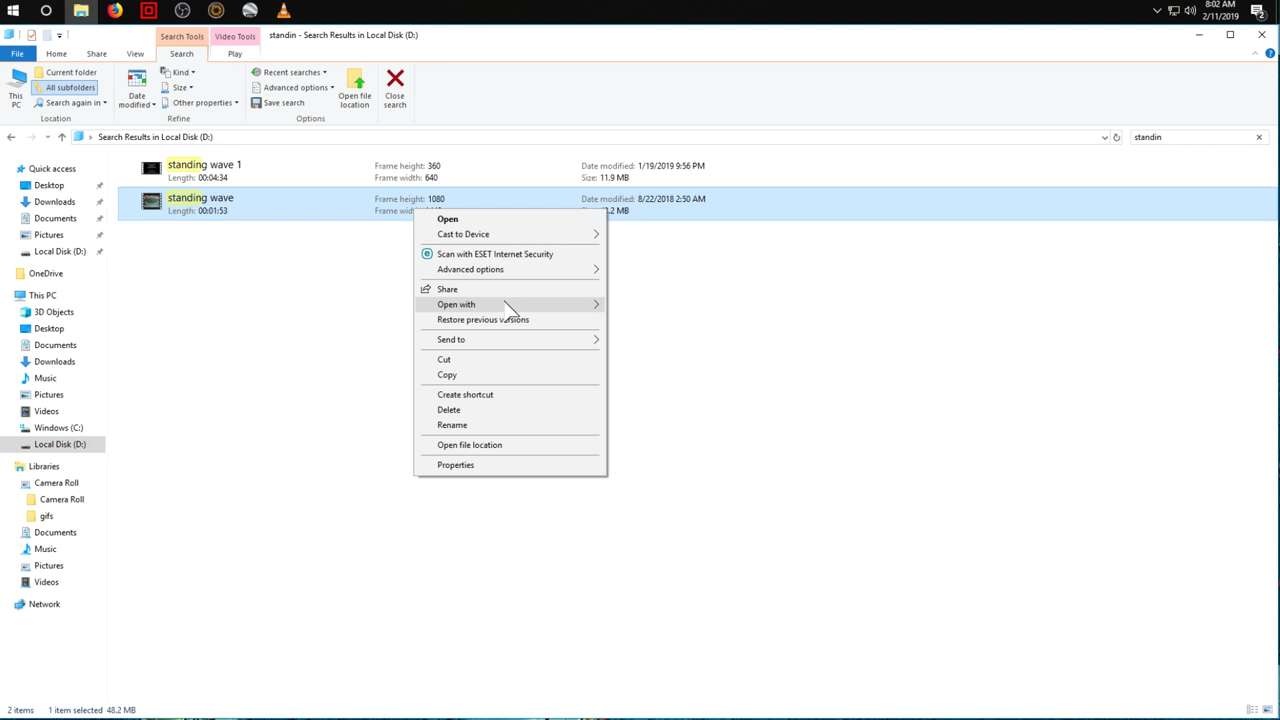 8:02 AM
2/11/2019
2
Search Tools Video Tools standin - Search Results in Local Disk (D:)
File Home Share View Search Play
This PC
Current folder
All subfolders
Search again in
Location
Date modified
Kind
Size
Other properties
Refine
Recent searches
Advanced options
Save search
Open file location
Options
Close search
Search Results in Local Disk (D:)
standin
Quick access
Desktop
Downloads
Documents
Pictures
Local Disk (D:)
OneDrive
This PC
3D Objects
Desktop
Documents
Downloads
Music
Pictures
Videos
Windows (C:)
Local Disk (D:)
Libraries
Camera Roll
Camera Roll
gifs
Documents
Music
Pictures
Videos
Network
standing wave 1 Frame height: 360 Date modified: 1/19/2019 9:56 PM
Length: 00:04:34 Frame width: 640 Size: 11.9 MB
standing wave Frame height: 1080 Date modified: 8/22/2018 2:50 AM
Length: 00:01:53 Frame
Open
Cast to Device
Scan with ESET Internet Security
Advanced options
Share
Open with
Restore previous versions
Send to
Cut
Copy
Create shortcut
Delete
Rename
Open file location
Properties
2 items 1 item selected 48.2 MB